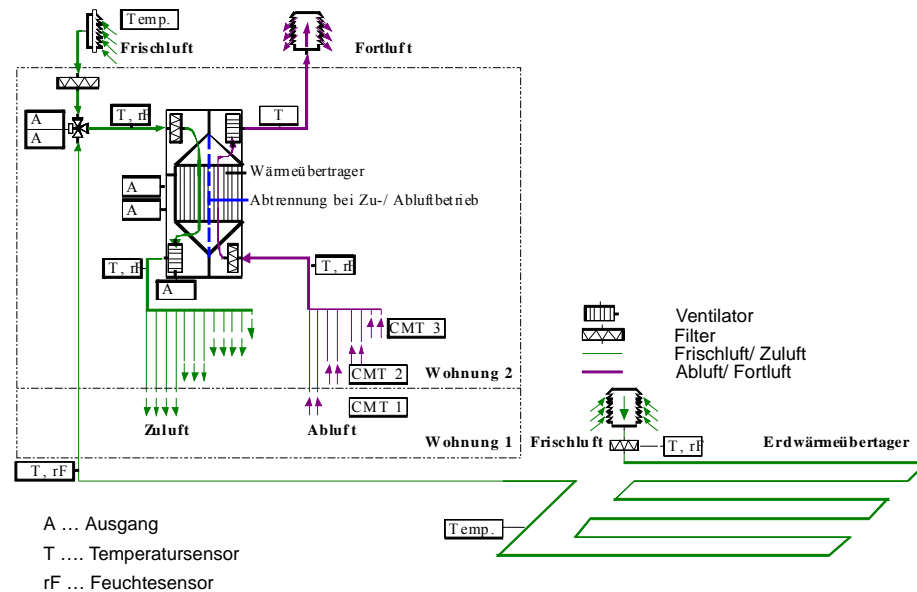 Temp.
Frischluft
Fortluft
A
A
T, rF
T
Wärmeübertrager
A
A
Abtrennung bei Zu-/ Abluftbetrieb
T, rF
A
T, rF
CMT 3
CMT 2
Wohnung 2
CMT 1
Zuluft
Abluft
Wohnung 1
Ventilator
Filter
Frischluft/ Zuluft
Abluft/ Fortluft
Frischluft
T, rF
Erdwärmeübertager
T, rF
Temp.
A … Ausgang
T …. Temperatursensor
rF … Feuchtesensor